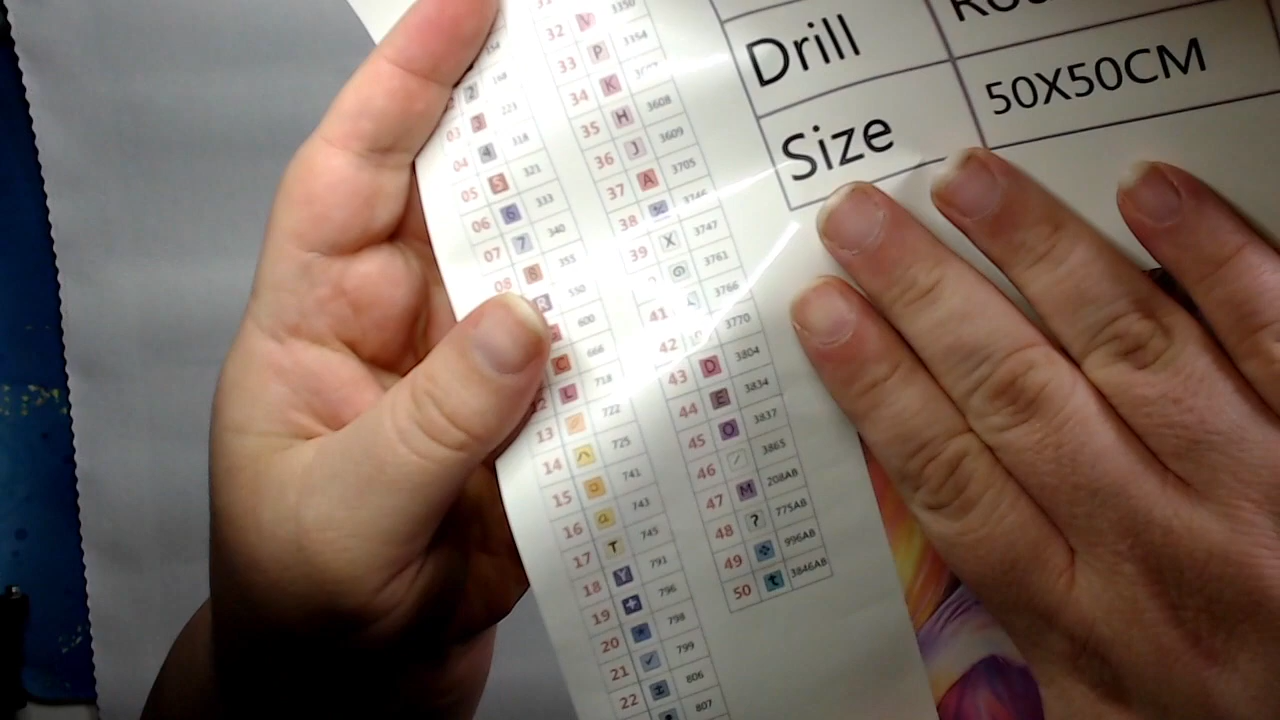 Drill
Size 50X50CM
154
2 168
03 3 221
04 4 318
05 S 321
06 6 333
07 7 340
08 8 355
R 550
600
C 666
12 L 718
13 722
14 725
15 741
16 a 743
17 T 745
18 Y 791
19 + 796
20 798
21 ✓ 799
22 ± 806
807
32 V 3350
33 P 3354
34 K
35 H 3608
36 J 3609
37 A 3705
38 3746
39 X 3747
3761
41 3766
42 3770
43 D 3804
44 E 3834
45 O 3837
46 / 3865
47 M 208AB
48 ? 775AB
49 ❖ 996AB
50 t 3846AB